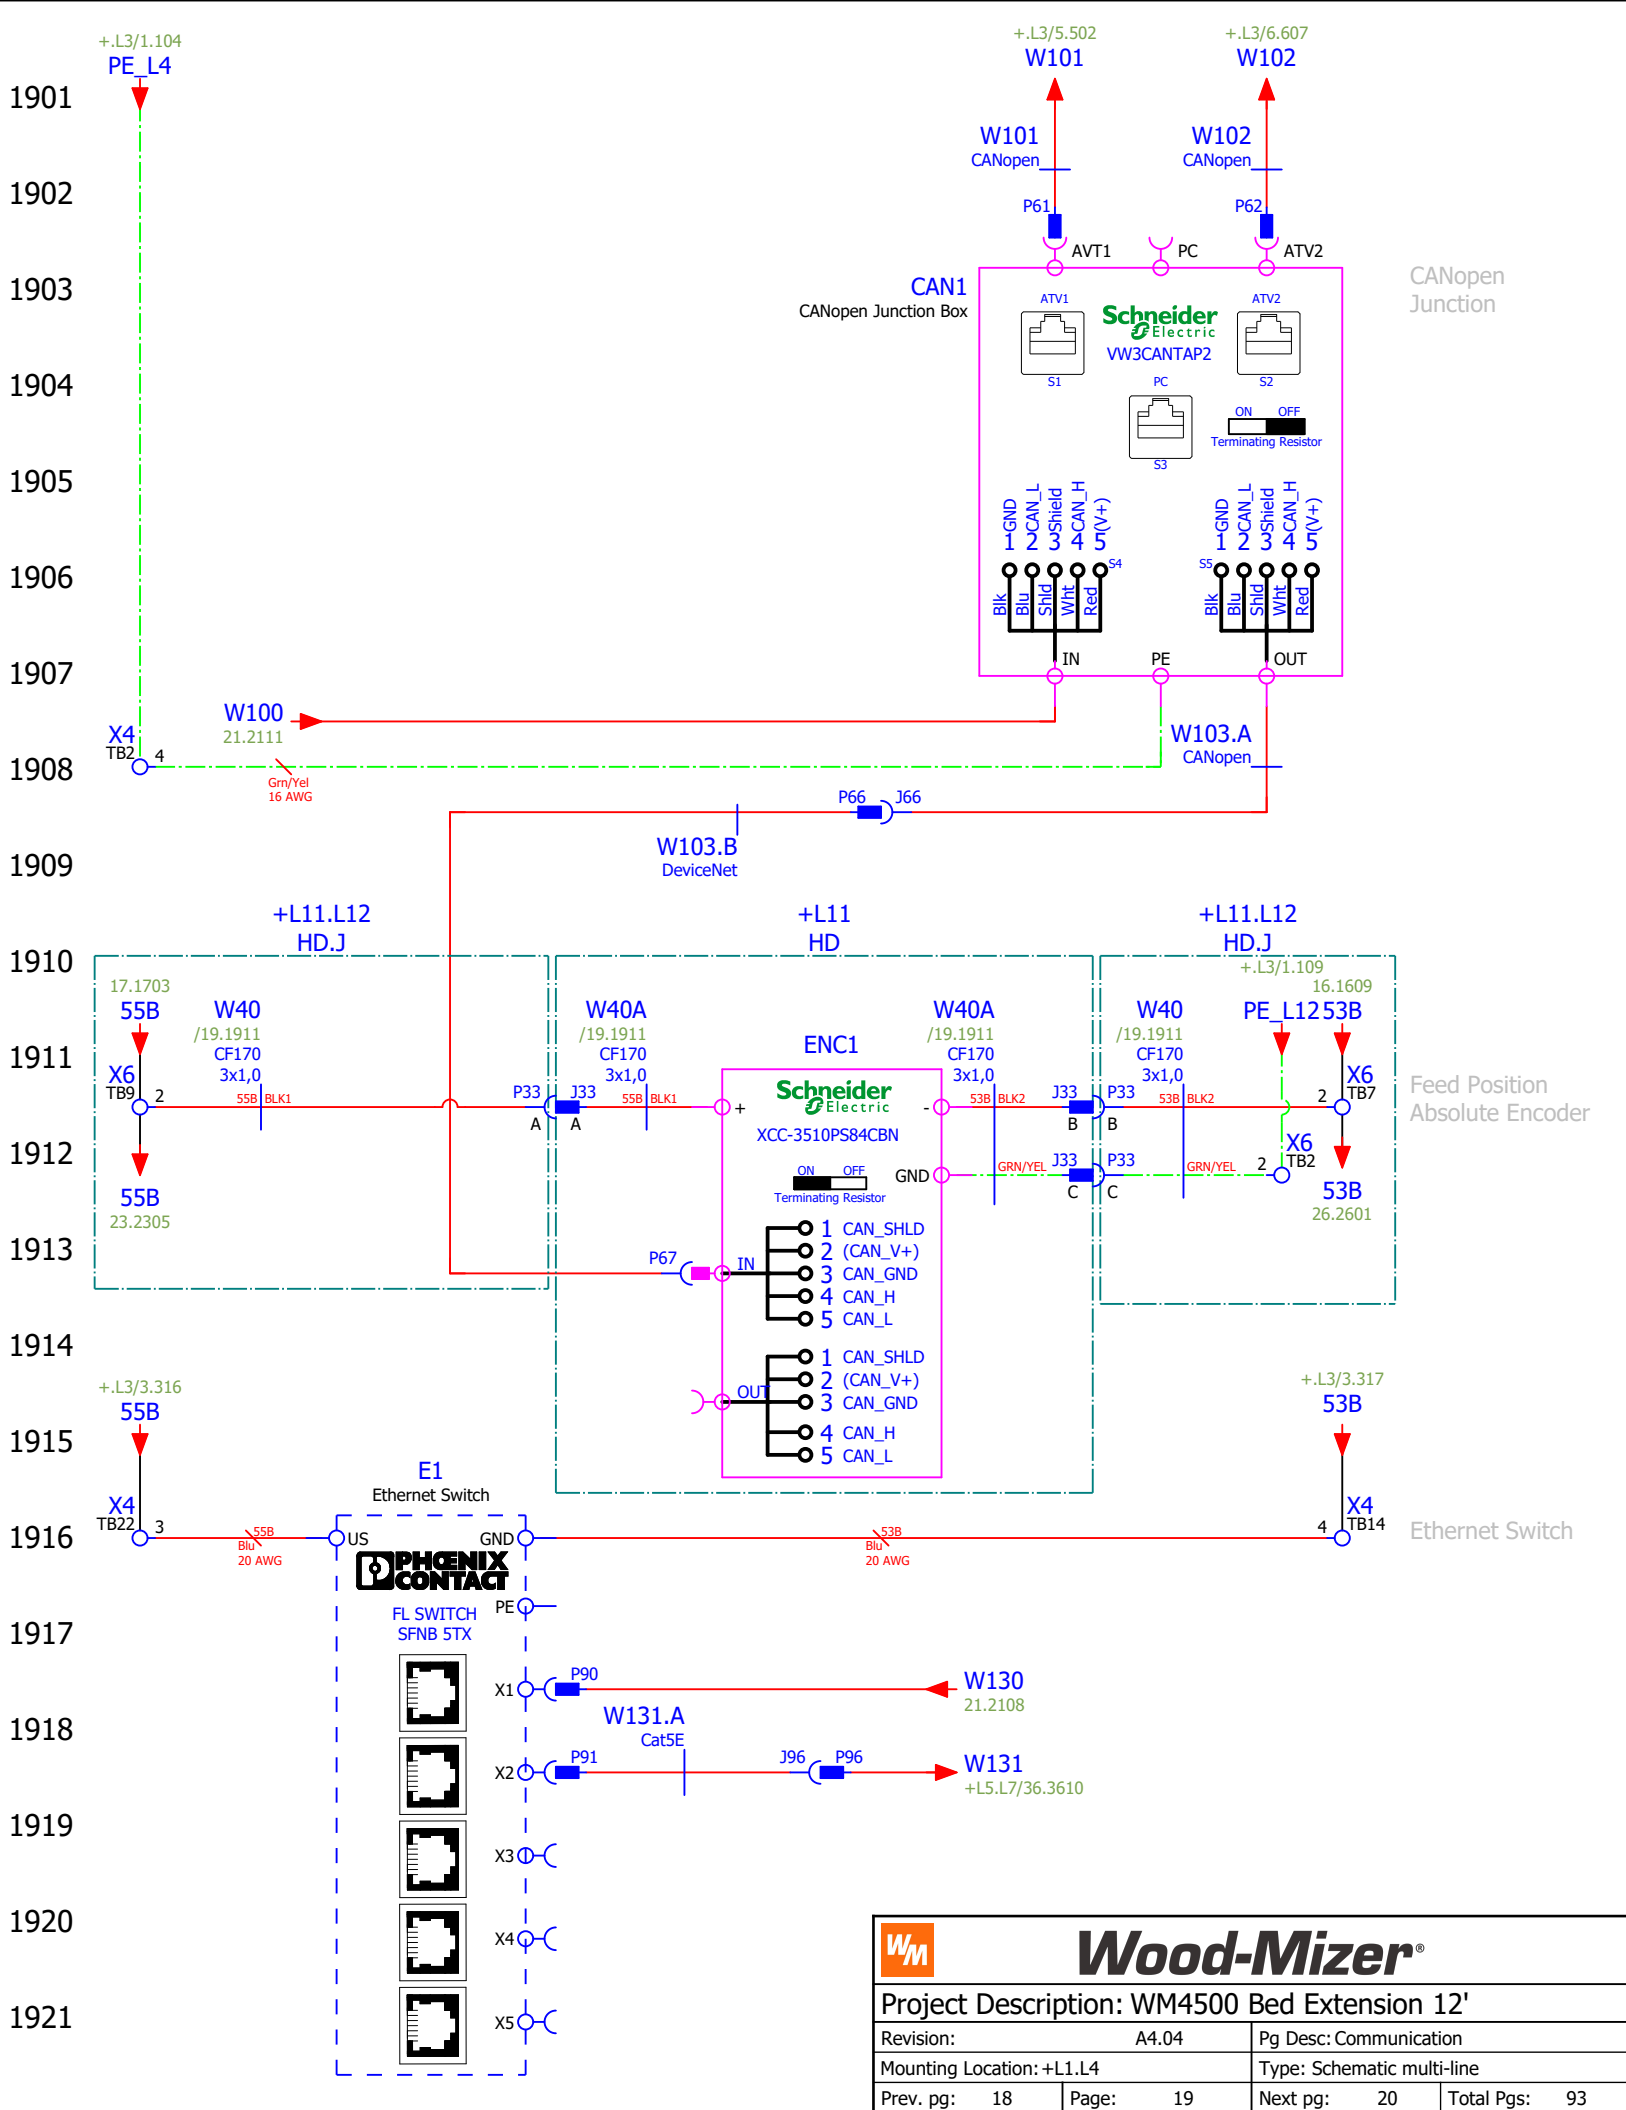 +.L3/1.104
PE_L4
+.L3/5.502
W101
+.L3/6.607
W102
1901
W101
CANopen
W102
CANopen
1902
P61
P62
AVT1
PC
ATV2
1903
CAN1
CANopen Junction Box
CANopen
Junction
ATV1
Schneider
Electric
VW3CANTAP2
ATV2
S1
PC
S2
1904
ON OFF
Terminating Resistor
S3
1905
GND CAN_L Shield CAN_H (V+)
1 2 3 4 5
S4
GND CAN_L Shield CAN_H (V+)
1 2 3 4 5
S5
1906
Blk Blu Shld Wht Red
Blk Blu Shld Wht Red
IN
PE
OUT
1907
W100
21.2111
X4
TB2
4
W103.A
CANopen
1908
Grn/Yel
16 AWG
P66 J66
W103.B
DeviceNet
1909
+L11.L12
HD.J
+L11
HD
+L11.L12
HD.J
1910
17.1703
55B
W40
/19.1911
CF170
3x1,0
W40A
/19.1911
CF170
3x1,0
ENC1
W40A
/19.1911
CF170
3x1,0
W40
/19.1911
CF170
3x1,0
+.L3/1.109
PE_L12
16.1609
53B
1911
X6
TB9
2
55B BLK1
P33 J33
A A
55B BLK1
+
Schneider
Electric
-
XCC-3510PS84CBN
53B BLK2
J33 P33
B B
53B BLK2
2
X6
TB7
Feed Position
Absolute Encoder
1912
ON OFF
Terminating Resistor
GND
GRN/YEL
J33 P33
C C
GRN/YEL
2
X6
TB2
55B
23.2305
53B
26.2601
1913
P67
IN
1 CAN_SHLD
2 (CAN_V+)
3 CAN_GND
4 CAN_H
5 CAN_L
1914
OUT
1 CAN_SHLD
2 (CAN_V+)
3 CAN_GND
4 CAN_H
5 CAN_L
+.L3/3.316
55B
+.L3/3.317
53B
1915
E1
Ethernet Switch
X4
TB22
3
55B
Blu
20 AWG
US
GND
53B
Blu
20 AWG
4
X4
TB14
1916
Ethernet Switch
PHŒNIX
CONTACT
FL SWITCH
SFNB 5TX
PE
1917
X1
P90
W130
21.2108
1918
W131.A
Cat5E
X2
P91
J96 P96
W131
+L5.L7/36.3610
1919
X3
1920
X4
1921
X5
WM
Wood-Mizer®
Project Description: WM4500 Bed Extension 12'
Revision: A4.04
Pg Desc: Communication
Mounting Location: +L1.L4
Type: Schematic multi-line
Prev. pg: 18
Page: 19
Next pg: 20
Total Pgs: 93